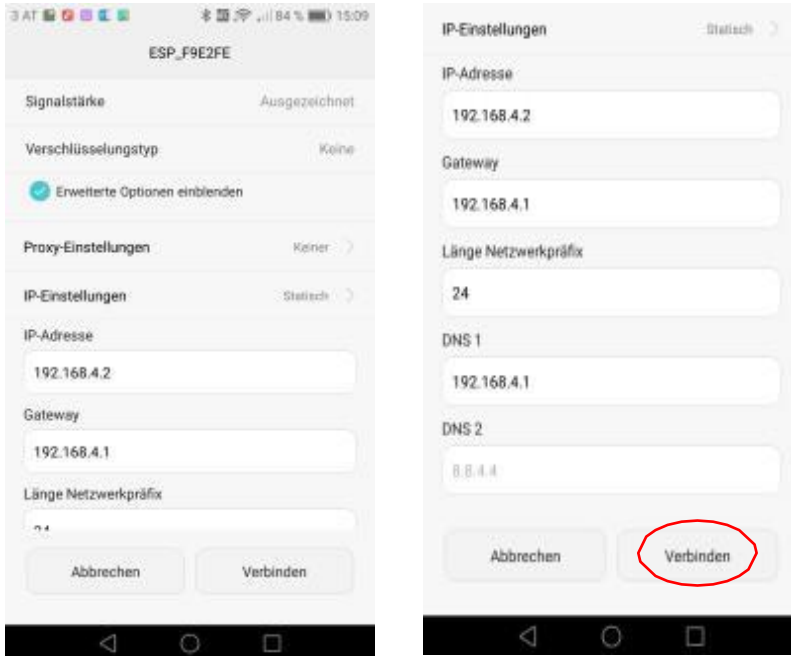 3 AT 84 % 15:09
ESP_F9E2FE
Signalstärke Ausgezeichnet
Verschlüsselungstyp Keine
Erweiterte Optionen einblenden
Proxy-Einstellungen Keiner
IP-Einstellungen Statisch
IP-Adresse
192.168.4.2
Gateway
192.168.4.1
Länge Netzwerkpräfix
24
Abbrechen Verbinden
IP-Einstellungen Statisch
IP-Adresse
192.168.4.2
Gateway
192.168.4.1
Länge Netzwerkpräfix
24
DNS 1
192.168.4.1
DNS 2
8.8.4.4
Abbrechen Verbinden